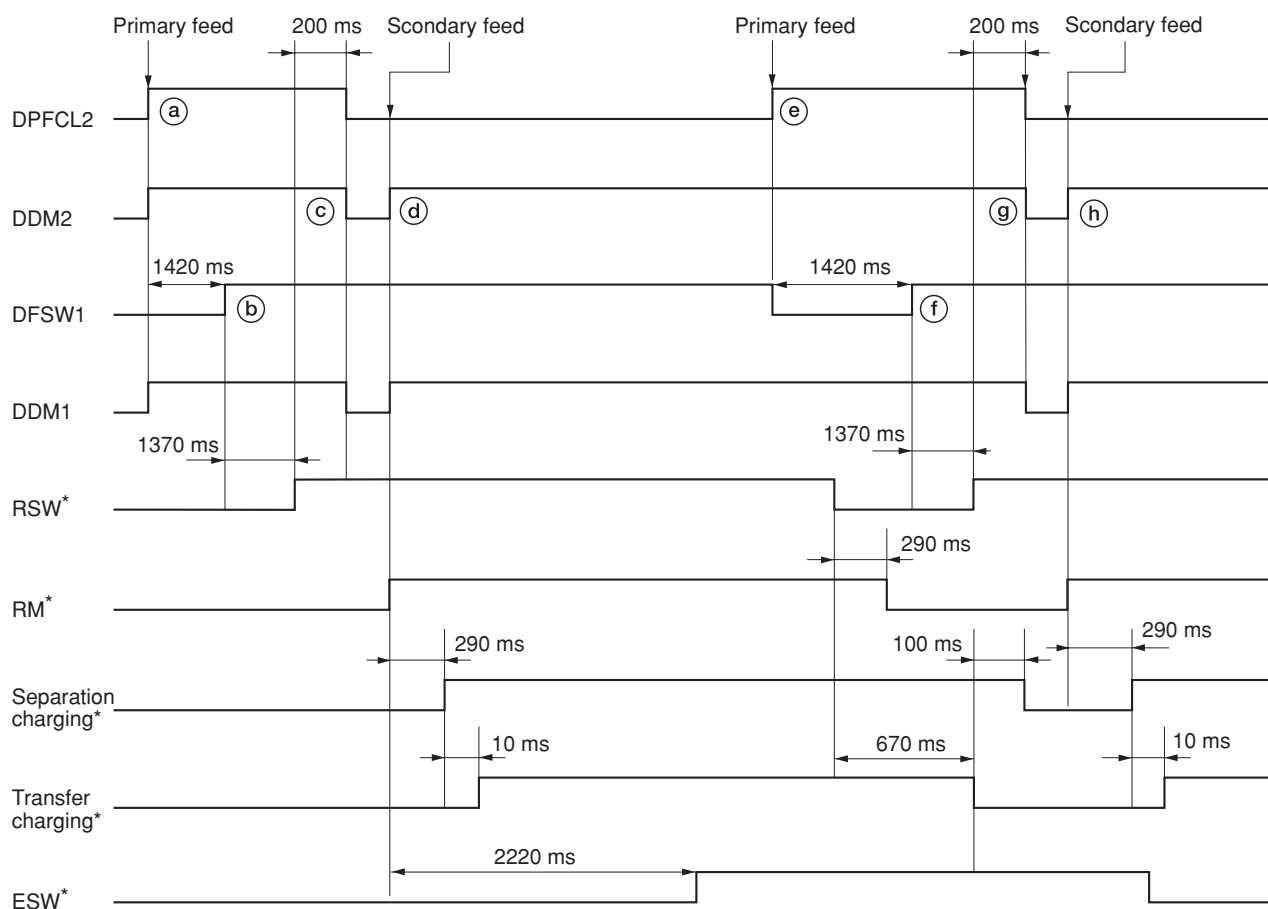 Primary feed 200 ms Scondary feed Primary feed 200 ms Scondary feed
DPFCL2 a e
DDM2 c d g h
1420 ms 1420 ms
DFSW1 b f
DDM1
1370 ms 1370 ms
RSW*
290 ms
RM*
290 ms 100 ms 290 ms
Separation
charging*
10 ms 670 ms 10 ms
Transfer
charging*
2220 ms
ESW*